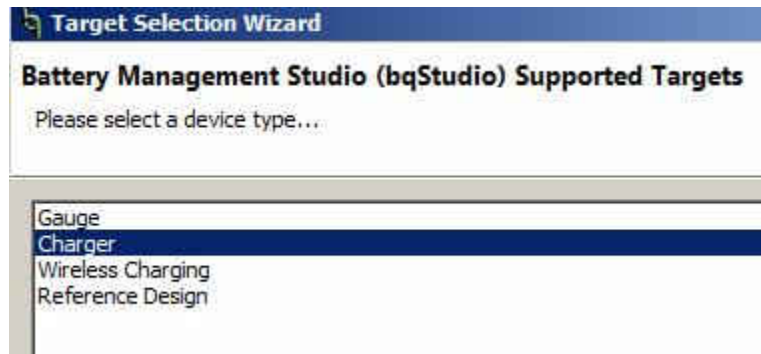 Target Selection Wizard
Battery Management Studio (bqStudio) Supported Targets
Please select a device type...
Gauge
Charger
Wireless Charging
Reference Design